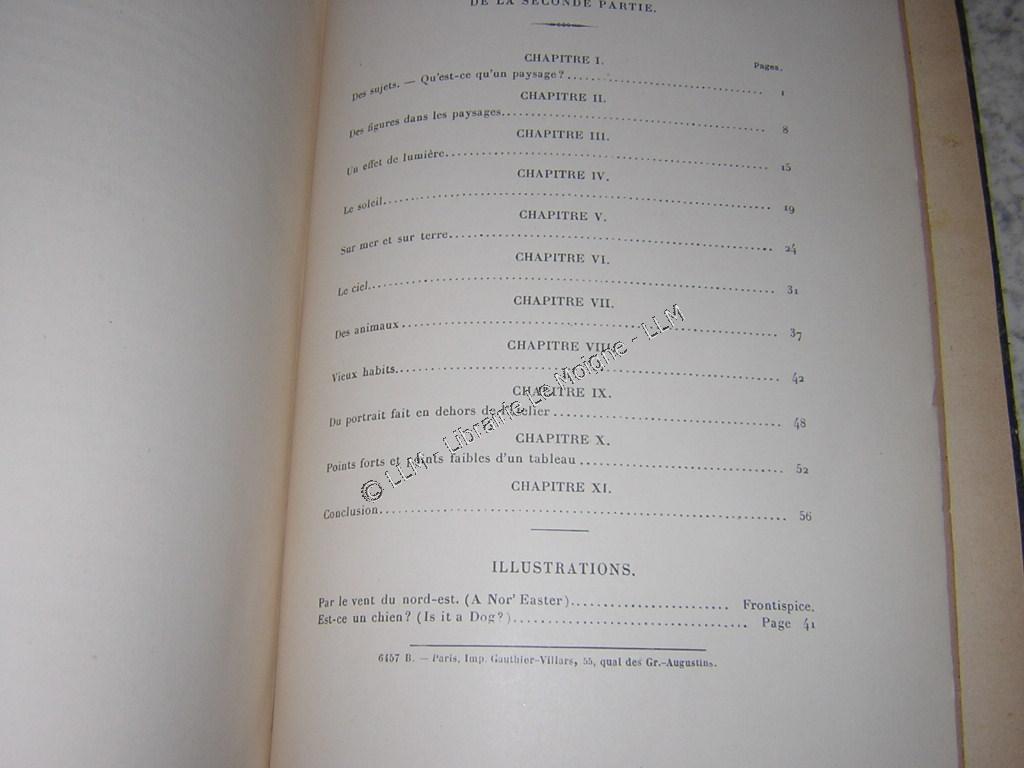 DE LA SECONDE PARTIE.
CHAPITRE I.
Pages.
Des sujets. — Qu'est-ce qu'un paysage? 1
CHAPITRE II.
Des figures dans les paysages 8
CHAPITRE III.
Un effet de lumière 15
CHAPITRE IV.
Le soleil 19
CHAPITRE V.
Sur mer et sur terre 24
CHAPITRE VI.
Le ciel 31
CHAPITRE VII.
Des animaux 37
CHAPITRE VIII.
Vieux habits 42
CHAPITRE IX.
Du portrait fait en dehors de l'atelier 48
CHAPITRE X.
Points forts et points faibles d'un tableau 52
CHAPITRE XI.
Conclusion 56
ILLUSTRATIONS.
Par le vent du nord-est. (A Nor' Easter) Frontispice.
Est-ce un chien? (Is it a Dog?) Page 41
6457 B. — Paris, Imp. Gauthier-Villars, 55, quai des Gr.-Augustins.
© LLM - Librairie Le Moigne - LLM